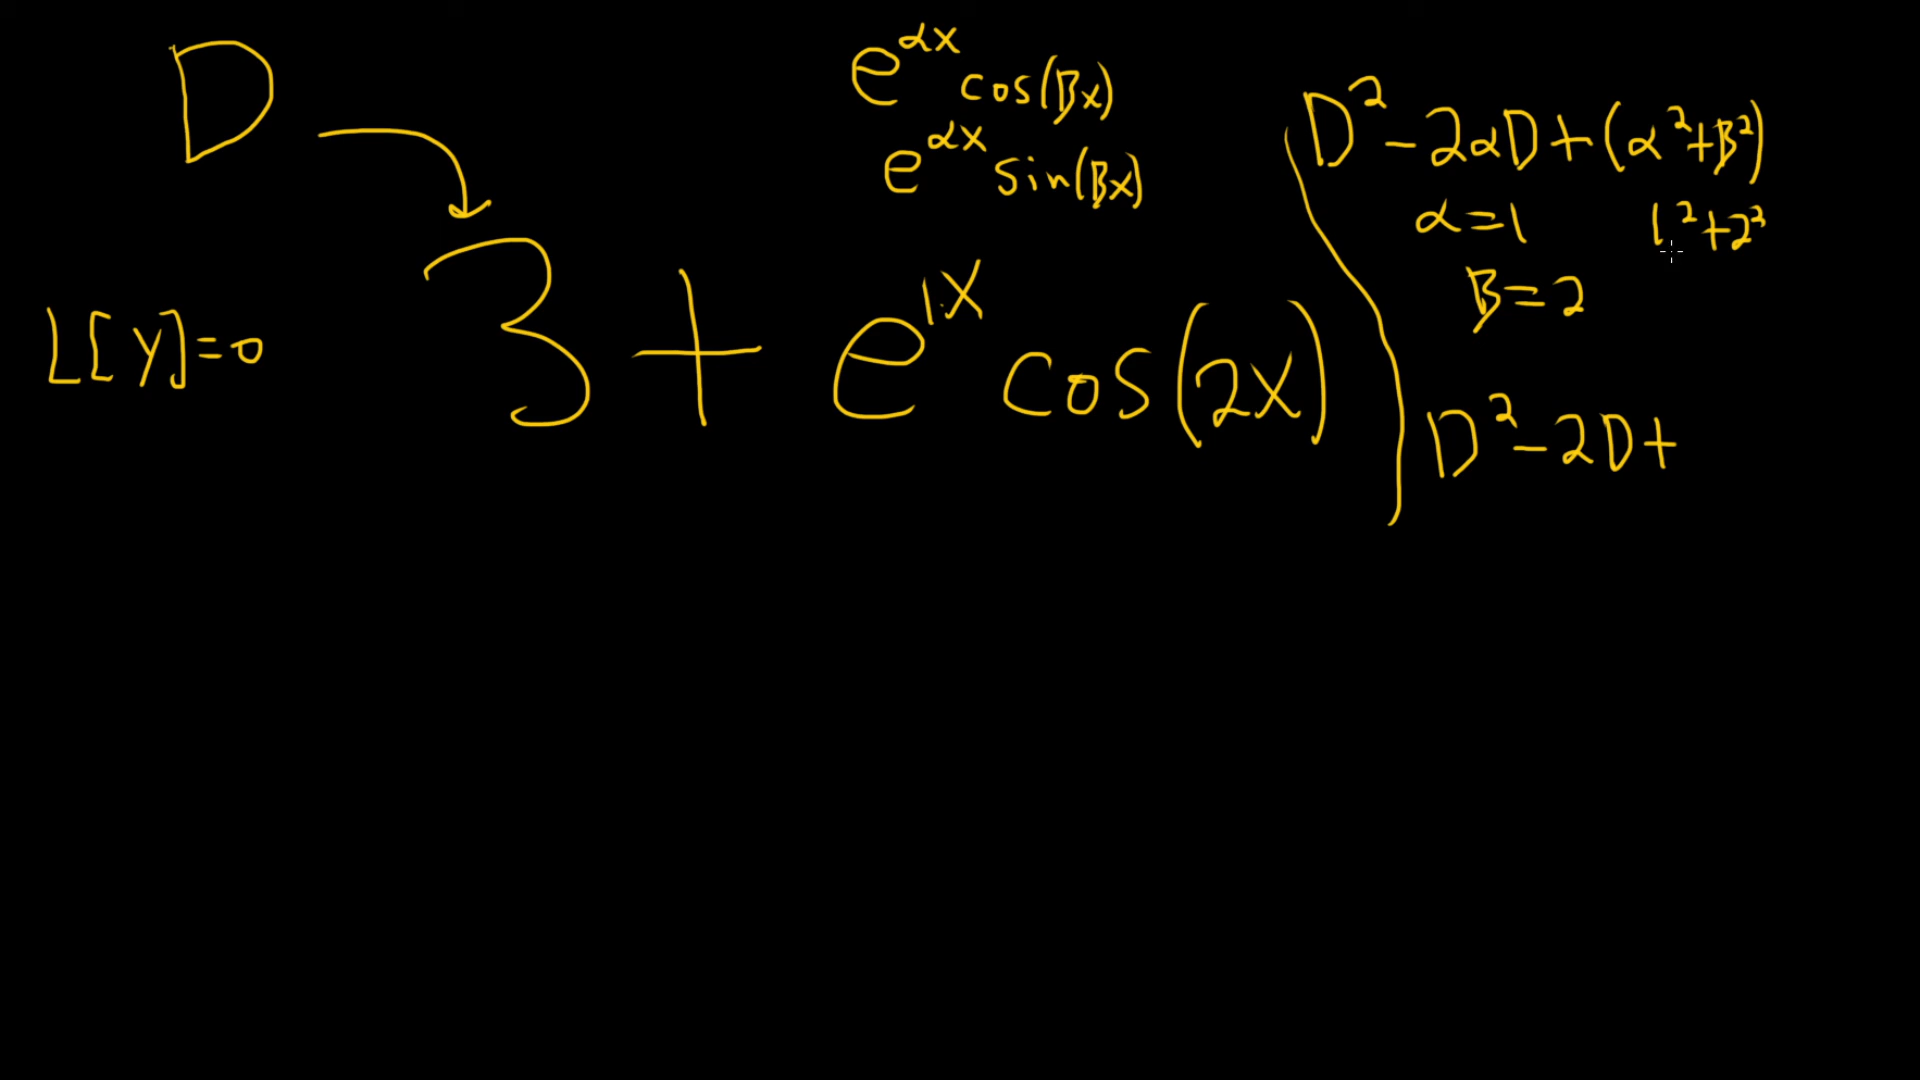 D
e^{αx} cos(βx)
e^{αx} sin(βx)
L[y]=0
3 + e^{1x} cos(2x)
D² - 2αD + (α²+β²)
α=1 1²+2²
β=2
D² - 2D +